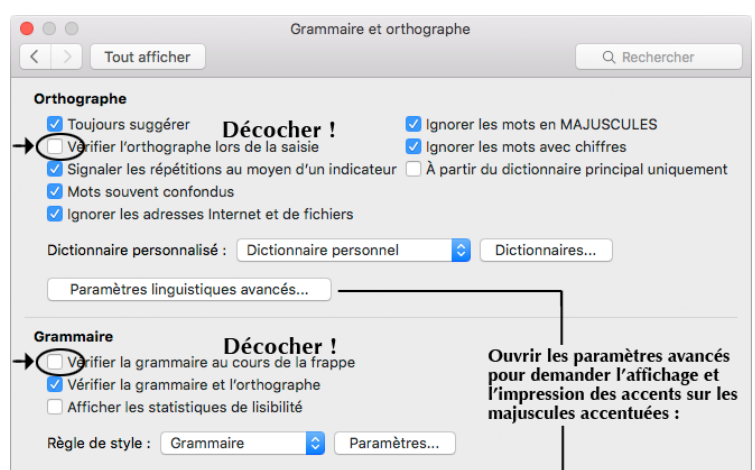 Grammaire et orthographe
Tout afficher
Rechercher
Orthographe
Toujours suggérer
Décocher !
Ignorer les mots en MAJUSCULES
Vérifier l'orthographe lors de la saisie
Ignorer les mots avec chiffres
Signaler les répétitions au moyen d'un indicateur
À partir du dictionnaire principal uniquement
Mots souvent confondus
Ignorer les adresses Internet et de fichiers
Dictionnaire personnalisé : Dictionnaire personnel Dictionnaires...
Paramètres linguistiques avancés...
Grammaire
Décocher !
Vérifier la grammaire au cours de la frappe
Vérifier la grammaire et l'orthographe
Afficher les statistiques de lisibilité
Règle de style : Grammaire Paramètres...
Ouvrir les paramètres avancés
pour demander l'affichage et
l'impression des accents sur les
majuscules accentuées :